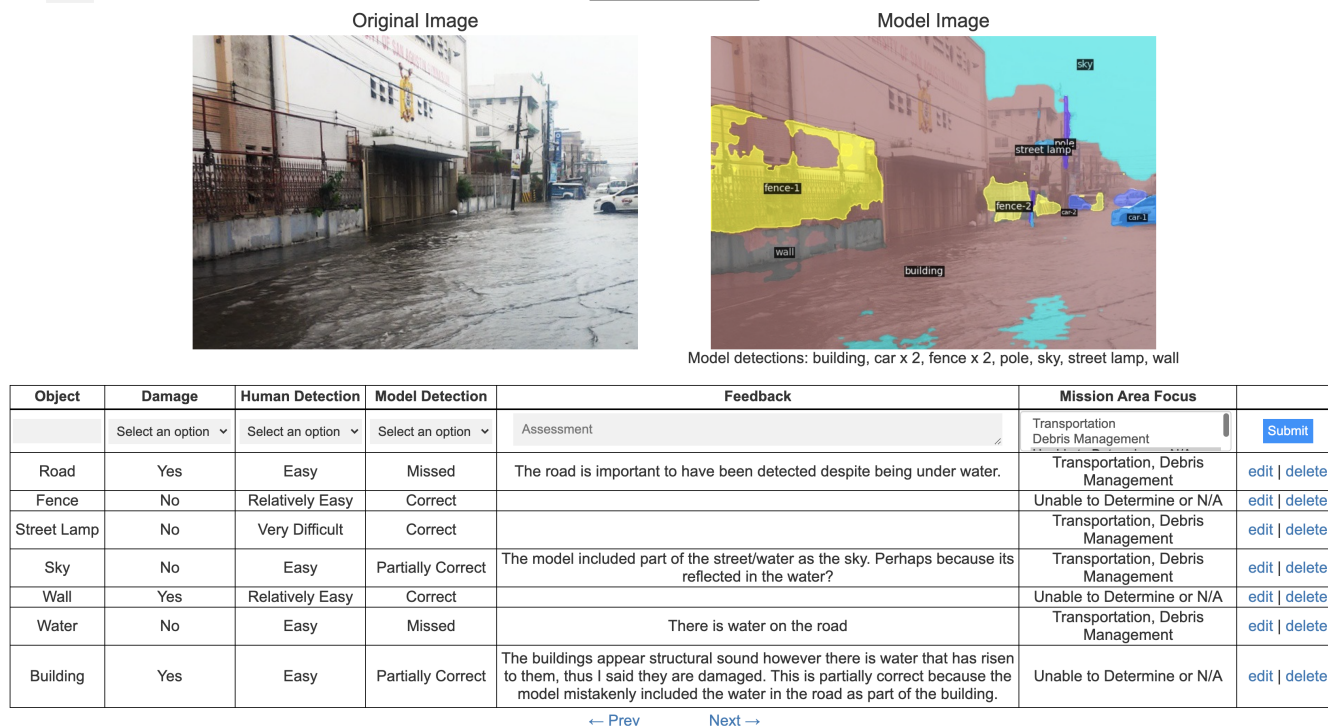 Original Image
Model Image
sky
pole
street lamp
fence-1
fence-2
car-2
car-1
wall
building
Model detections: building, car x 2, fence x 2, pole, sky, street lamp, wall
Object Damage Human Detection Model Detection Feedback Mission Area Focus
Select an option Select an option Select an option Assessment Transportation
Debris Management
Submit
Road Yes Easy Missed The road is important to have been detected despite being under water. Transportation, Debris
Management
edit | delete
Fence No Relatively Easy Correct Unable to Determine or N/A edit | delete
Street Lamp No Very Difficult Correct Transportation, Debris
Management
edit | delete
Sky No Easy Partially Correct The model included part of the street/water as the sky. Perhaps because its
reflected in the water?
Transportation, Debris
Management
edit | delete
Wall Yes Relatively Easy Correct Unable to Determine or N/A edit | delete
Water No Easy Missed There is water on the road Transportation, Debris
Management
edit | delete
Building Yes Easy Partially Correct The buildings appear structural sound however there is water that has risen
to them, thus I said they are damaged. This is partially correct because the
model mistakenly included the water in the road as part of the building.
Unable to Determine or N/A edit | delete
← Prev Next →